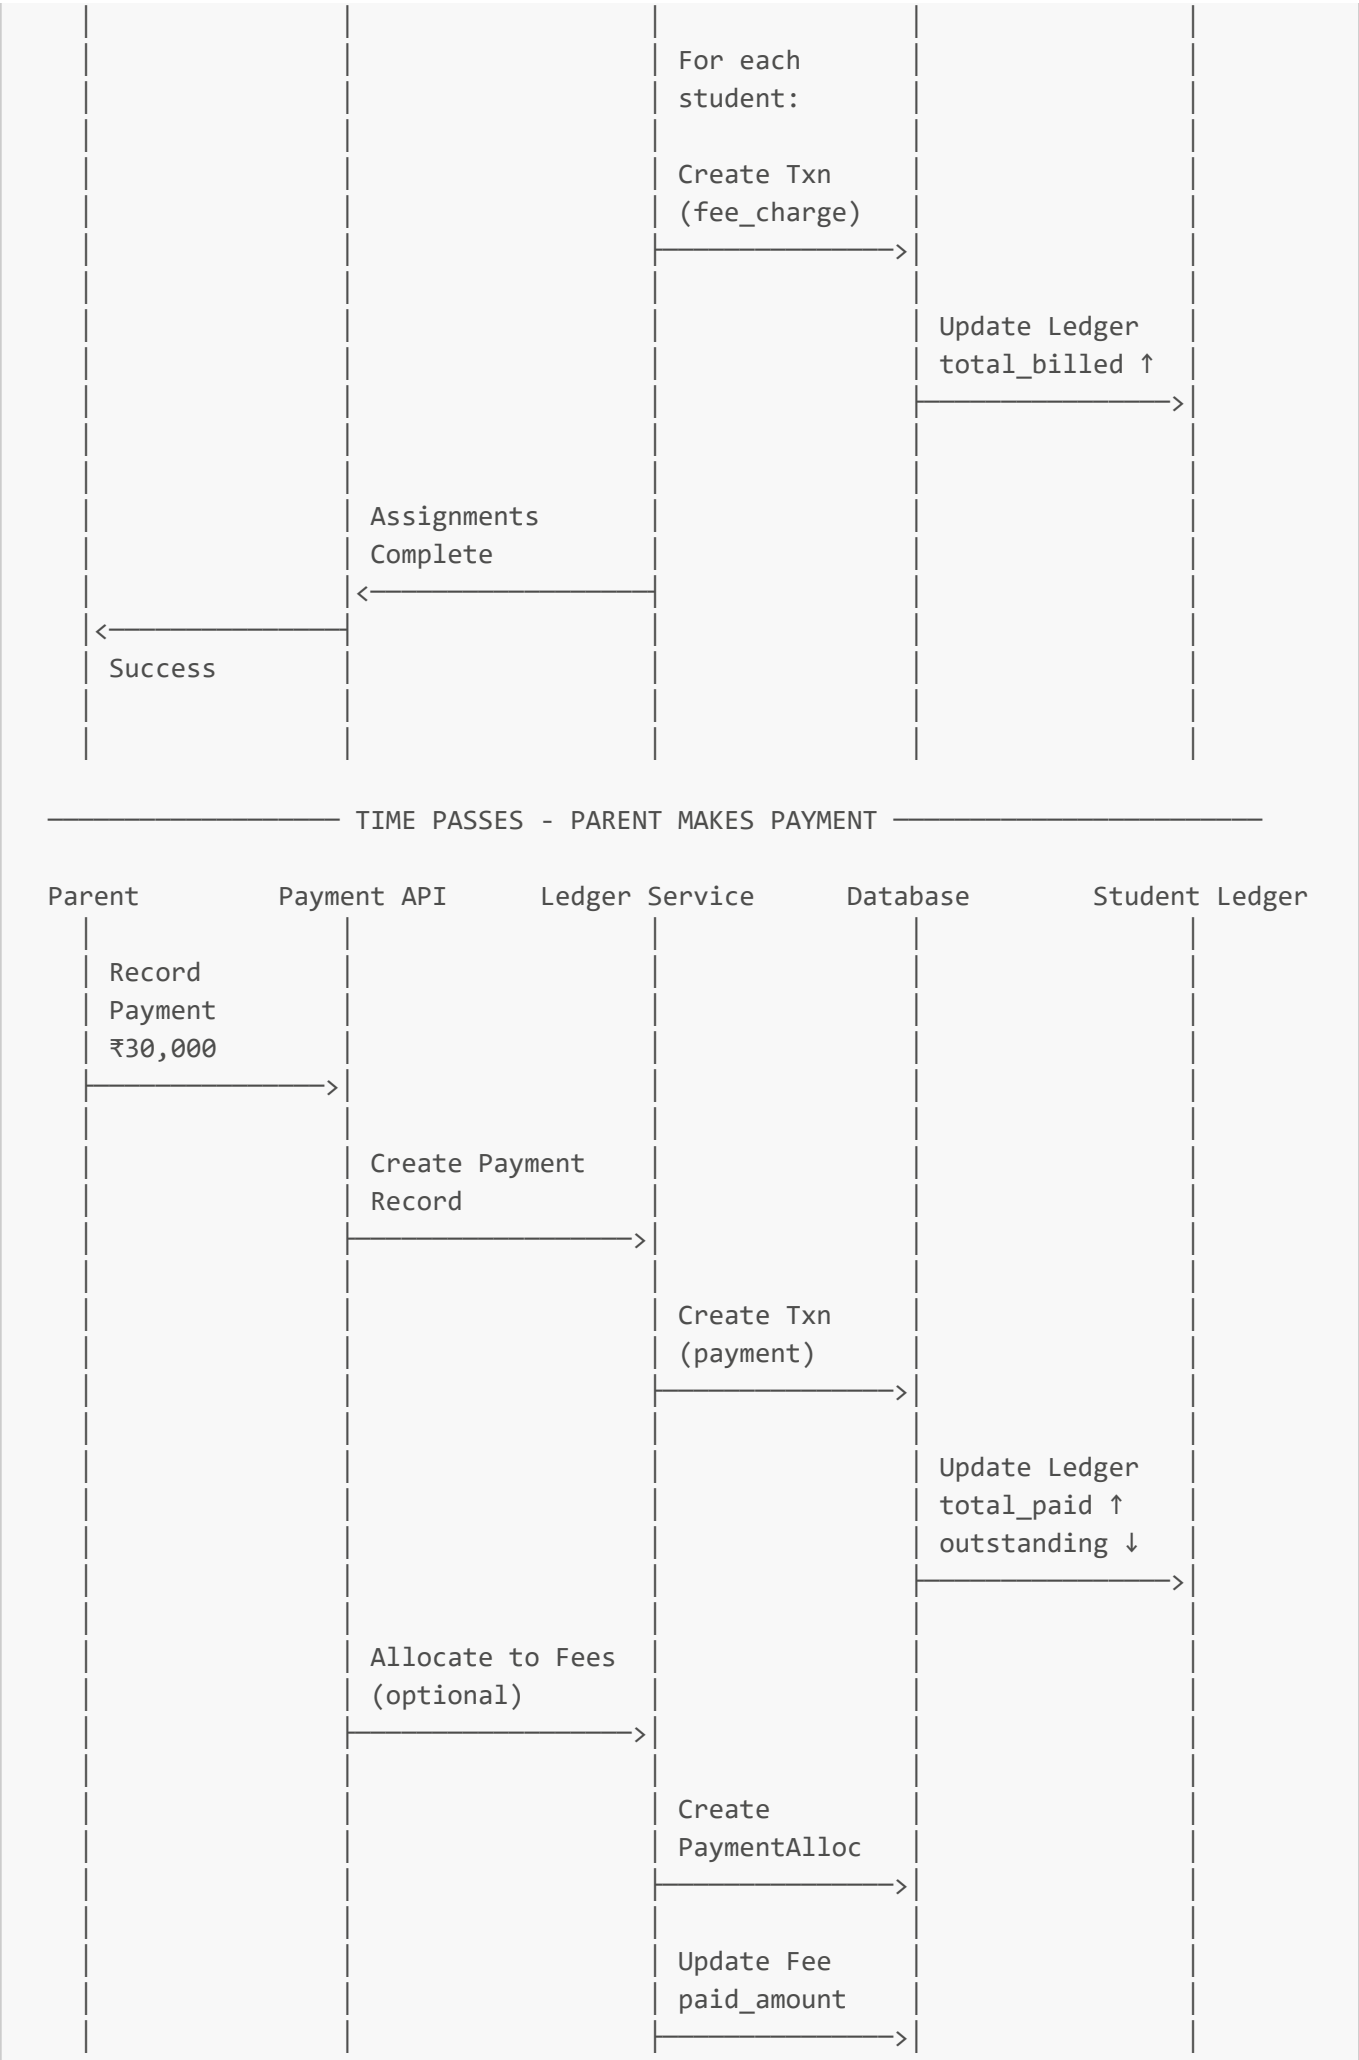 For each
student:
Create Txn
(fee_charge)
Update Ledger
total_billed ↑
Assignments
Complete
Success
TIME PASSES - PARENT MAKES PAYMENT
Parent Payment API Ledger Service Database Student Ledger
Record
Payment
₹30,000
Create Payment
Record
Create Txn
(payment)
Update Ledger
total_paid ↑
outstanding ↓
Allocate to Fees
(optional)
Create
PaymentAlloc
Update Fee
paid_amount